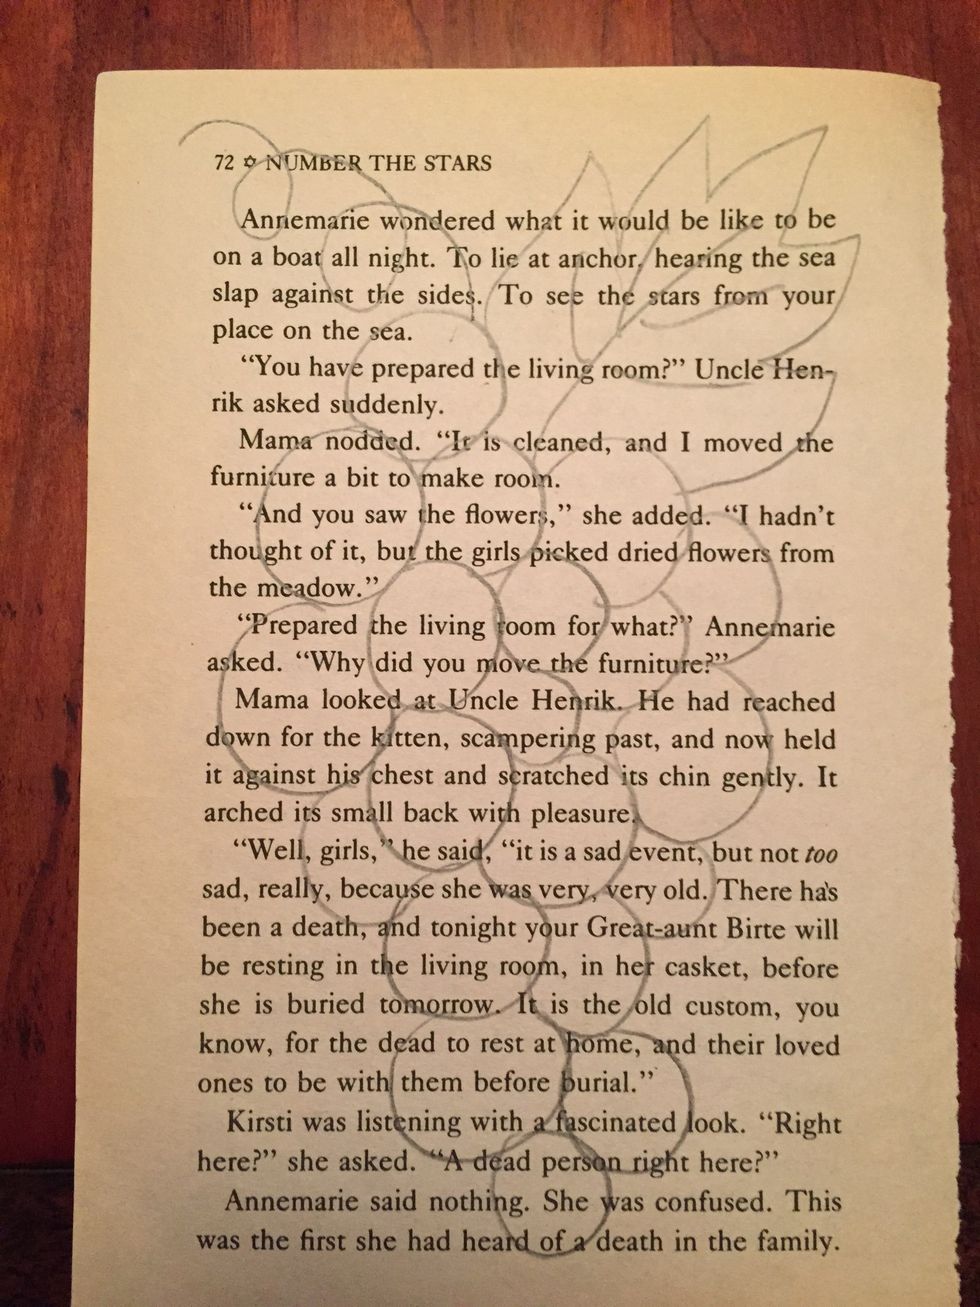 72 ✡ NUMBER THE STARS
Annemarie wondered what it would be like to be
on a boat all night. To lie at anchor, hearing the sea
slap against the sides. To see the stars from your
place on the sea.
“You have prepared the living room?” Uncle Hen-
rik asked suddenly.
Mama nodded. “It is cleaned, and I moved the
furniture a bit to make room.
“And you saw the flowers,” she added. “I hadn’t
thought of it, but the girls picked dried flowers from
the meadow.”
“Prepared the living room for what?” Annemarie
asked. “Why did you move the furniture?”
Mama looked at Uncle Henrik. He had reached
down for the kitten, scampering past, and now held
it against his chest and scratched its chin gently. It
arched its small back with pleasure.
“Well, girls,” he said, “it is a sad event, but not too
sad, really, because she was very, very old. There has
been a death, and tonight your Great-aunt Birte will
be resting in the living room, in her casket, before
she is buried tomorrow. It is the old custom, you
know, for the dead to rest at home, and their loved
ones to be with them before burial.”
Kirsti was listening with a fascinated look. “Right
here?” she asked. “A dead person right here?”
Annemarie said nothing. She was confused. This
was the first she had heard of a death in the family.